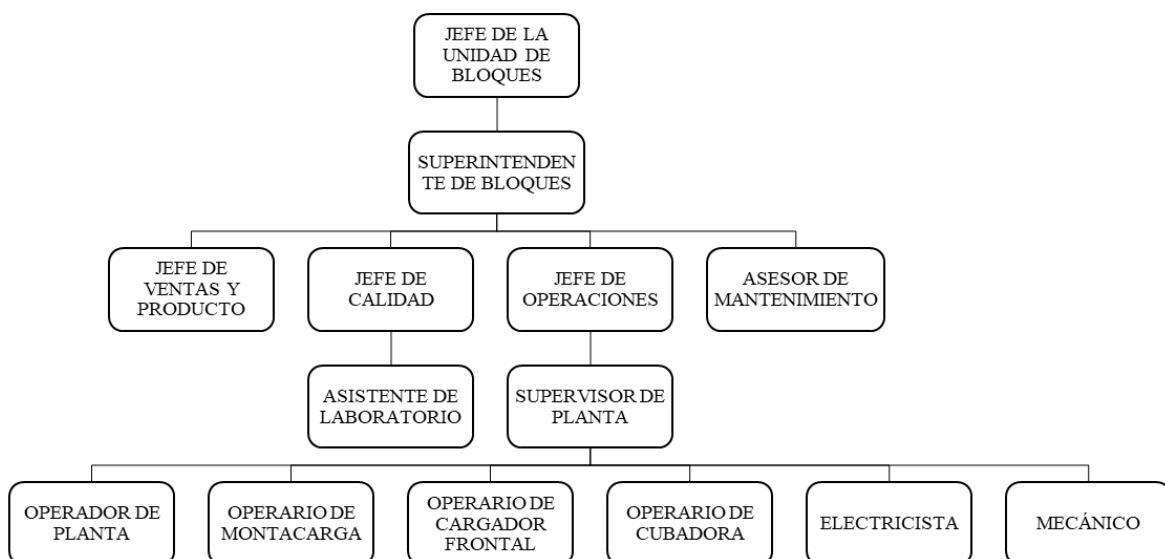 JEFE DE LA
UNIDAD DE
BLOQUES
SUPERINTENDEN
TE DE BLOQUES
JEFE DE
VENTAS Y
PRODUCTO
JEFE DE
CALIDAD
JEFE DE
OPERACIONES
ASESOR DE
MANTENIMIENTO
ASISTENTE DE
LABORATORIO
SUPERVISOR DE
PLANTA
OPERADOR DE
PLANTA
OPERARIO DE
MONTACARGA
OPERARIO DE
CARGADOR
FRONTAL
OPERARIO DE
CUBADORA
ELECTRICISTA
MECÁNICO